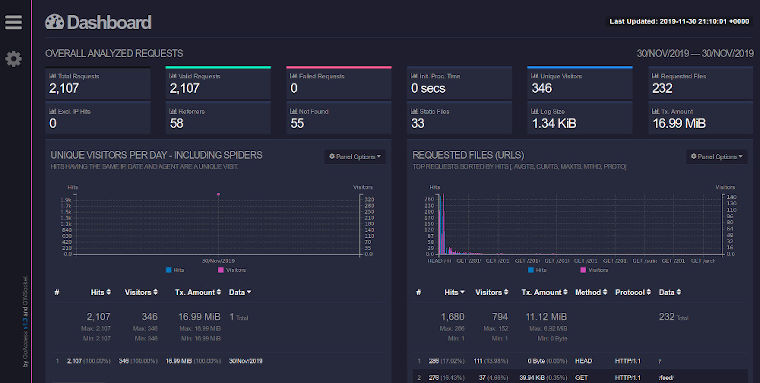 Dashboard
Last Updated: 2019-11-30 21:10:01 +0000
OVERALL ANALYZED REQUESTS
30/NOV/2019 — 30/NOV/2019
Total Requests
2,107
Valid Requests
2,107
Failed Requests
0
Init. Proc. Time
0 secs
Unique Visitors
346
Requested Files
232
Excl. IP Hits
0
Referrers
58
Not Found
55
Static Files
33
Log Size
1.34 KiB
Tx. Amount
16.99 MiB
UNIQUE VISITORS PER DAY - INCLUDING SPIDERS
Panel Options
HITS HAVING THE SAME IP, DATE AND AGENT ARE A UNIQUE VISIT.
Hits Visitors
30/Nov/2019
Hits Visitors
# Hits Visitors Tx. Amount Data
2,107 346 16.99 MiB 1 Total
Max: 2,107 Max: 346 Max: 16.99 MiB
Min: 2,107 Min: 346 Min: 16.99 MiB
1 2,107 (100.00%) 346 (100.00%) 16.99 MiB (100.00%) 30/Nov/2019
REQUESTED FILES (URLS)
Panel Options
TOP REQUESTS SORTED BY HITS [, AVGTS, CUMTS, MAXTS, MTHD, PROTO]
Hits Visitors
Hits Visitors
# Hits Visitors Tx. Amount Method Protocol Data
1,680 794 11.12 MiB 232 Total
Max: 286 Max: 152 Max: 6.92 MiB
Min: 1 Min: 1 Min: 0 Byte
1 286 (17.02%) 111 (13.98%) 0 Byte (0.00%) HEAD HTTP/1.1 /
2 276 (16.43%) 37 (4.66%) 39.94 KiB (0.35%) GET HTTP/1.1 /feed/
by GoAccess v1.3 and GWSocket